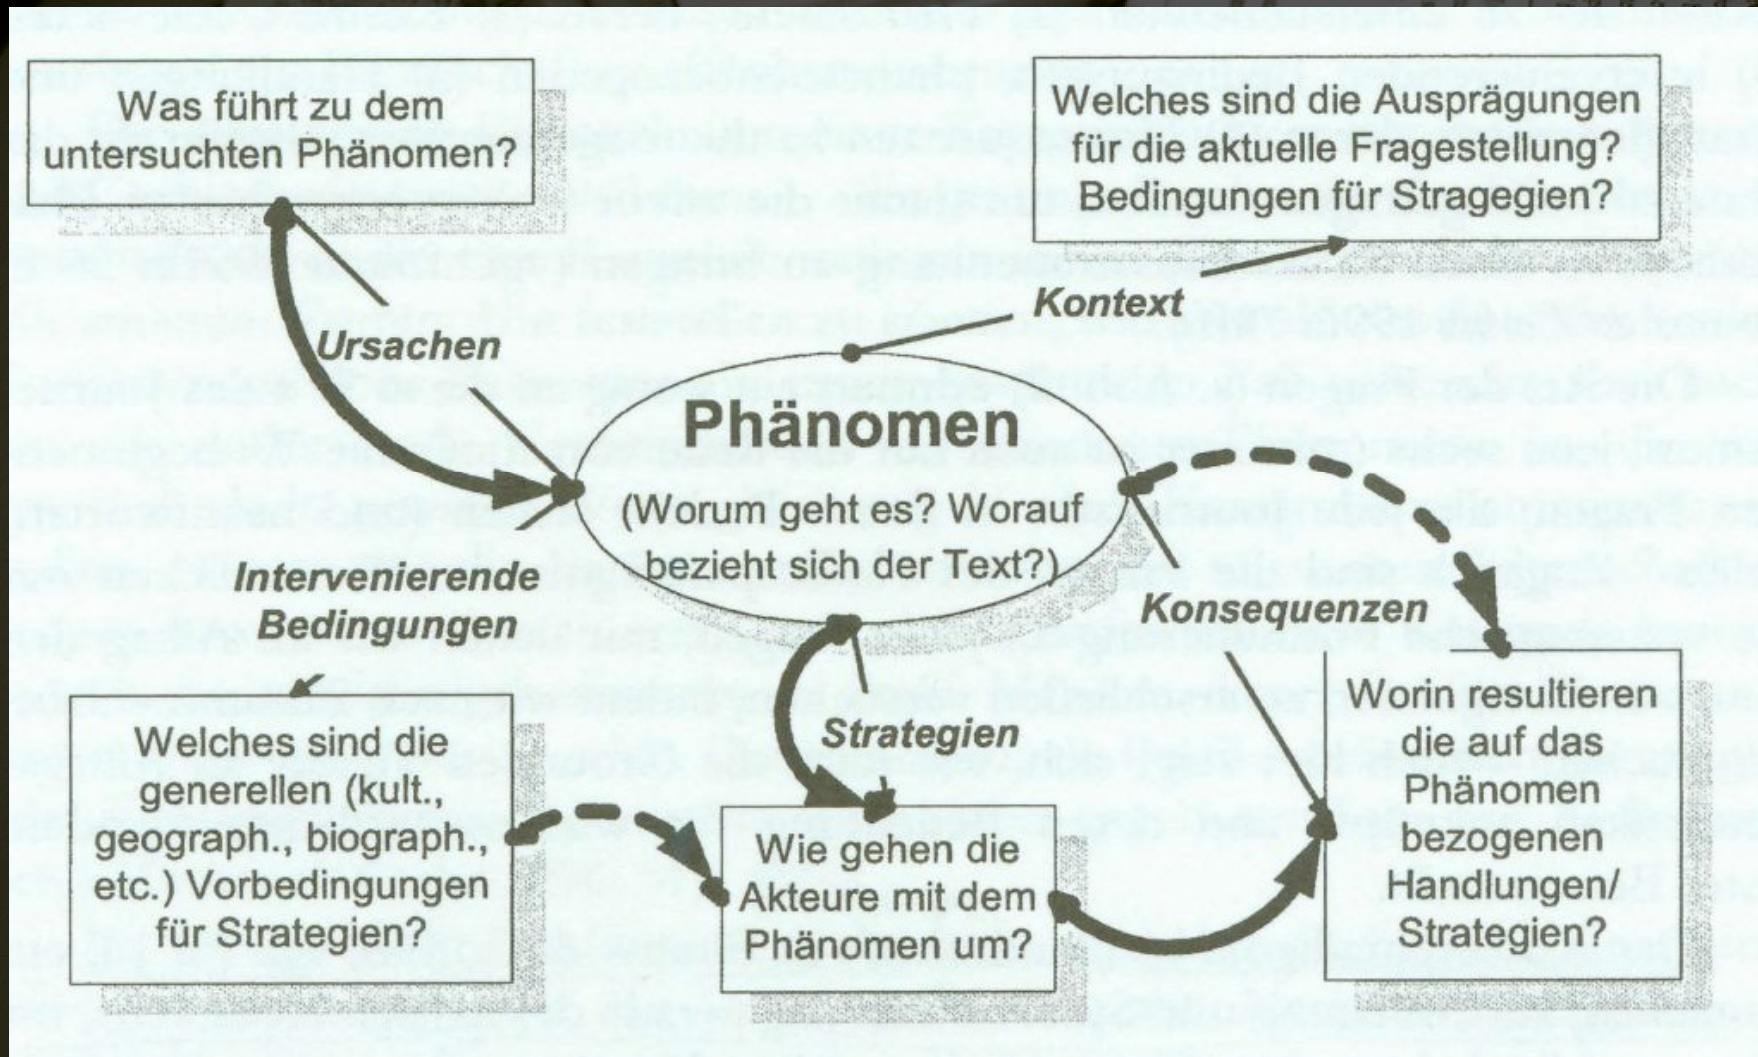 Was führt zu dem
untersuchten Phänomen?
Welches sind die Ausprägungen
für die aktuelle Fragestellung?
Bedingungen für Stragegien?
Kontext
Ursachen
Phänomen
(Worum geht es? Worauf
bezieht sich der Text?)
Intervenierende
Bedingungen
Konsequenzen
Strategien
Welches sind die
generellen (kult.,
geograph., biograph.,
etc.) Vorbedingungen
für Strategien?
Wie gehen die
Akteure mit dem
Phänomen um?
Worin resultieren
die auf das
Phänomen
bezogenen
Handlungen/
Strategien?